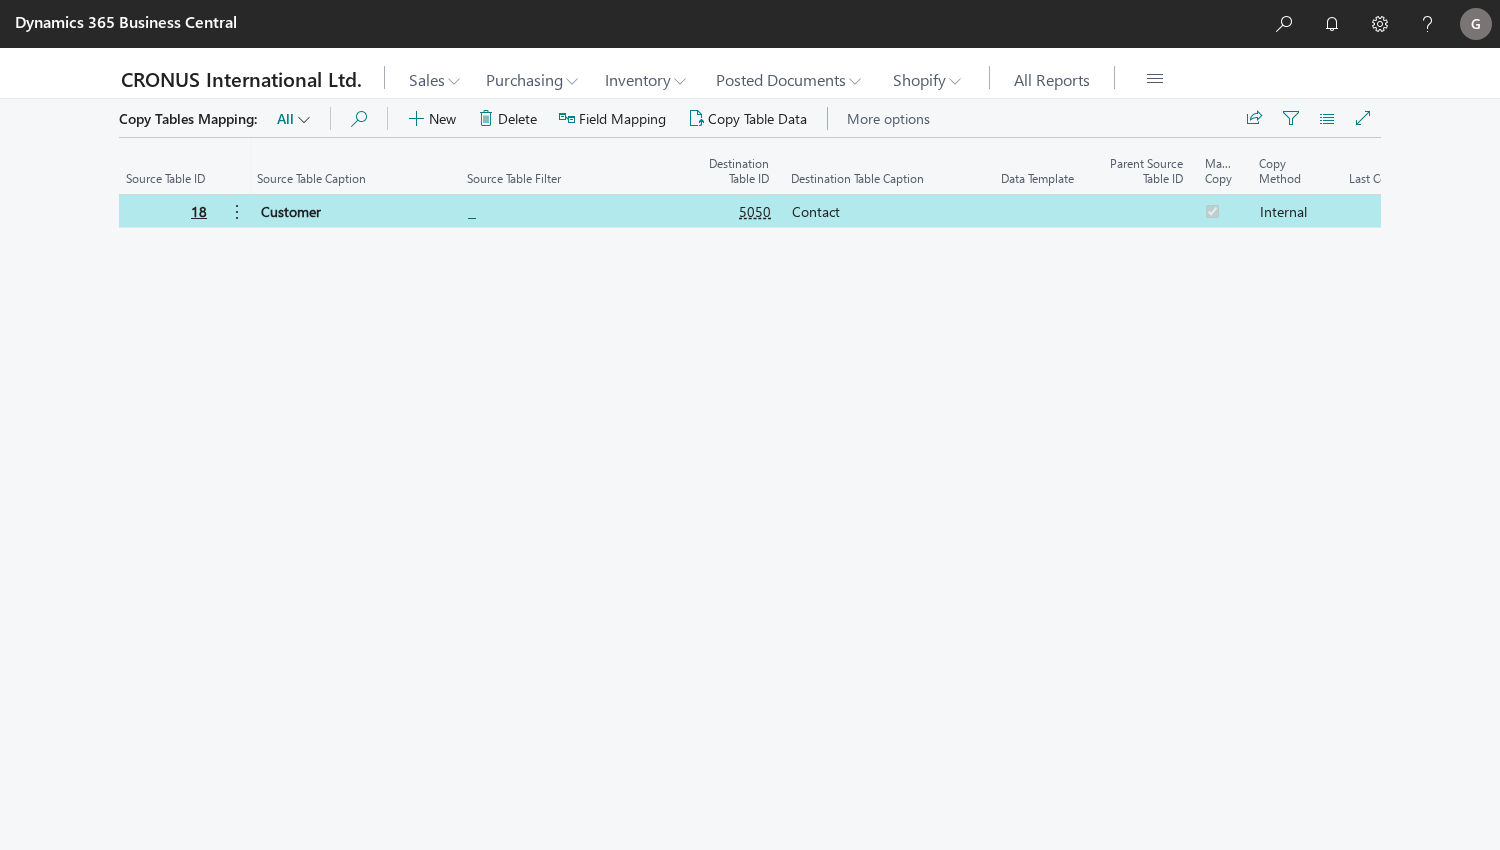 Dynamics 365 Business Central
G
CRONUS International Ltd.
Sales
Purchasing
Inventory
Posted Documents
Shopify
All Reports
Copy Tables Mapping:
All
New
Delete
Field Mapping
Copy Table Data
More options
Source Table ID
Source Table Caption
Source Table Filter
Destination
Table ID
Destination Table Caption
Data Template
Parent Source
Table ID
Ma...
Copy
Copy
Method
Last C
18
Customer
_
5050
Contact
Internal